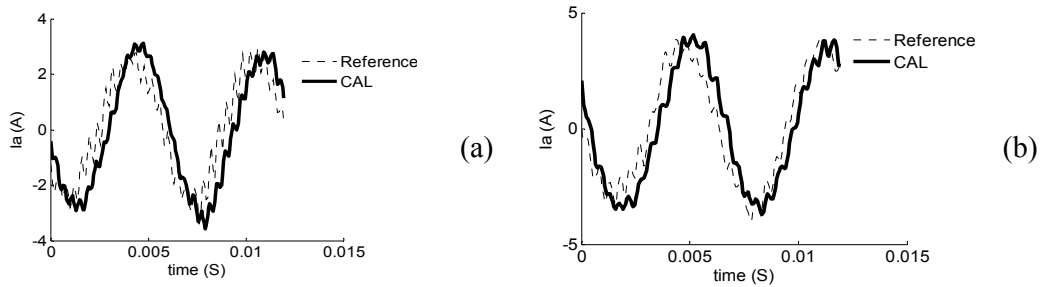 4
2
0
-2
-4
Ia (A)
0
0.005
0.01
0.015
time (S)
Reference
CAL
(a)
5
0
-5
Ia (A)
0
0.005
0.01
0.015
time (S)
Reference
CAL
(b)